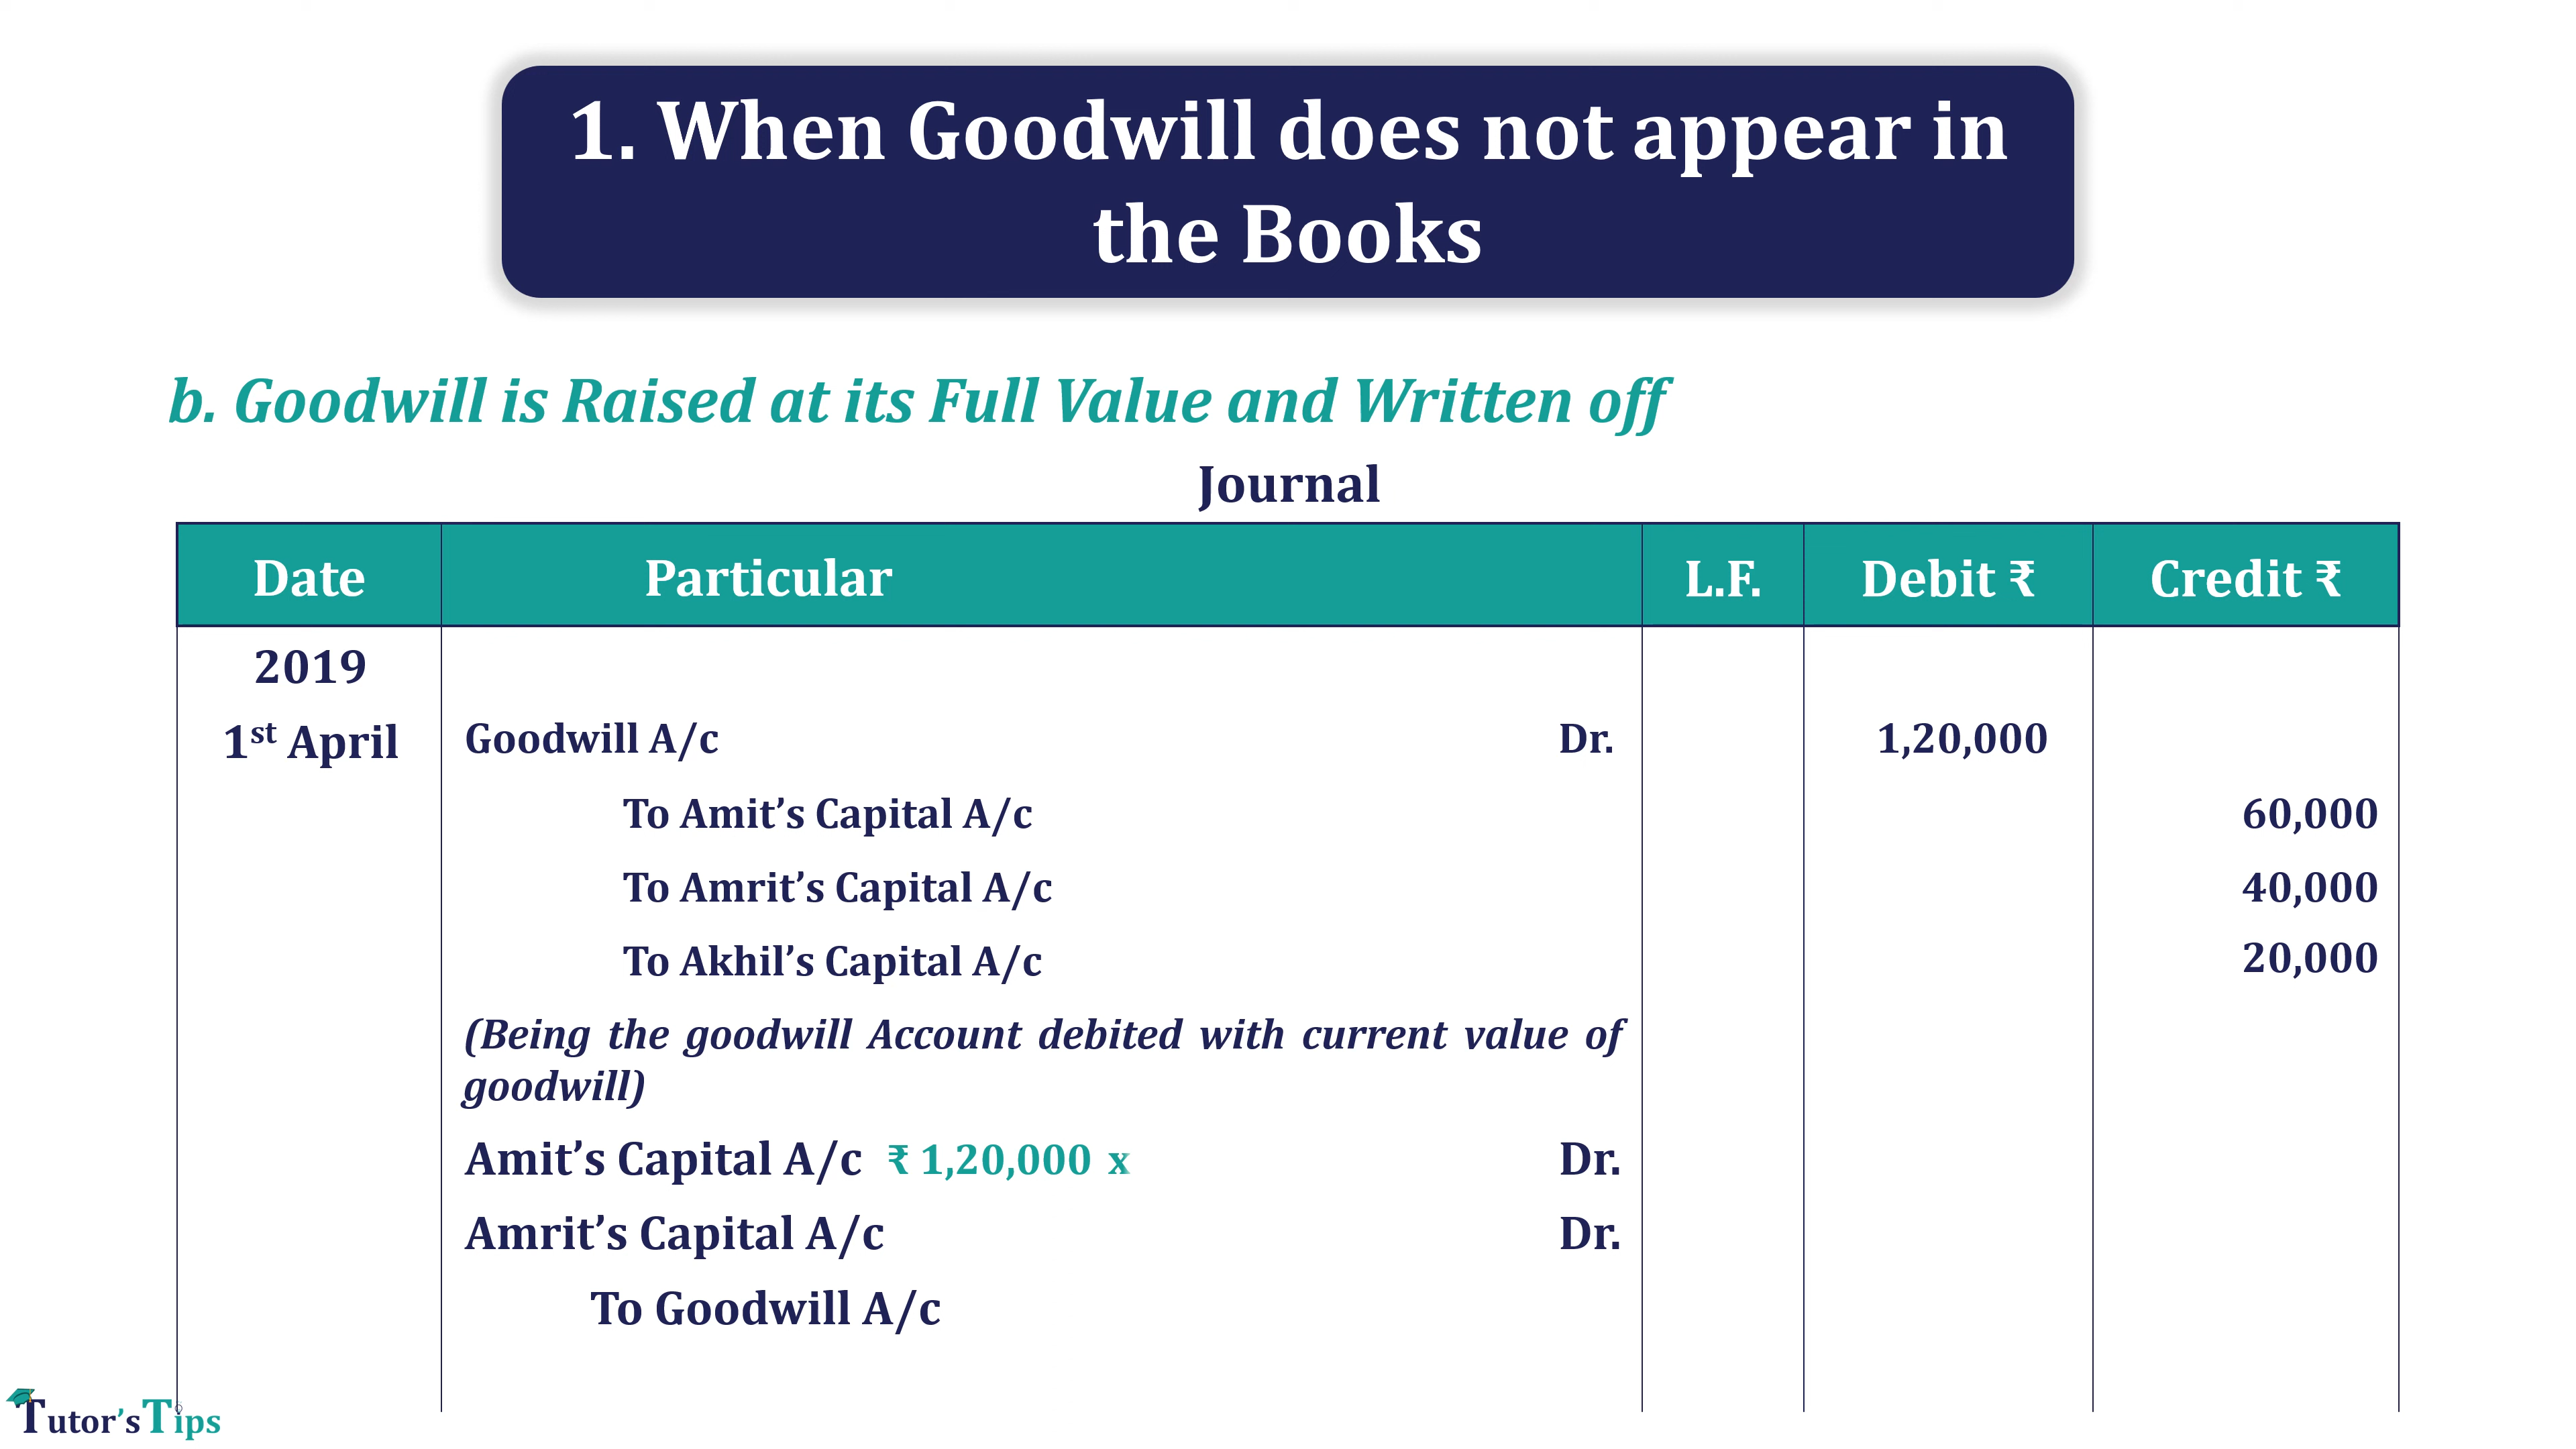 1. When Goodwill does not appear in
the Books
b. Goodwill is Raised at its Full Value and Written off
Journal
Date Particular L.F. Debit ₹ Credit ₹
2019
1st April Goodwill A/c Dr. 1,20,000
To Amit’s Capital A/c 60,000
To Amrit’s Capital A/c 40,000
To Akhil’s Capital A/c 20,000
(Being the goodwill Account debited with current value of
goodwill)
Amit’s Capital A/c ₹ 1,20,000 x Dr.
Amrit’s Capital A/c Dr.
To Goodwill A/c
Tutor’sTips